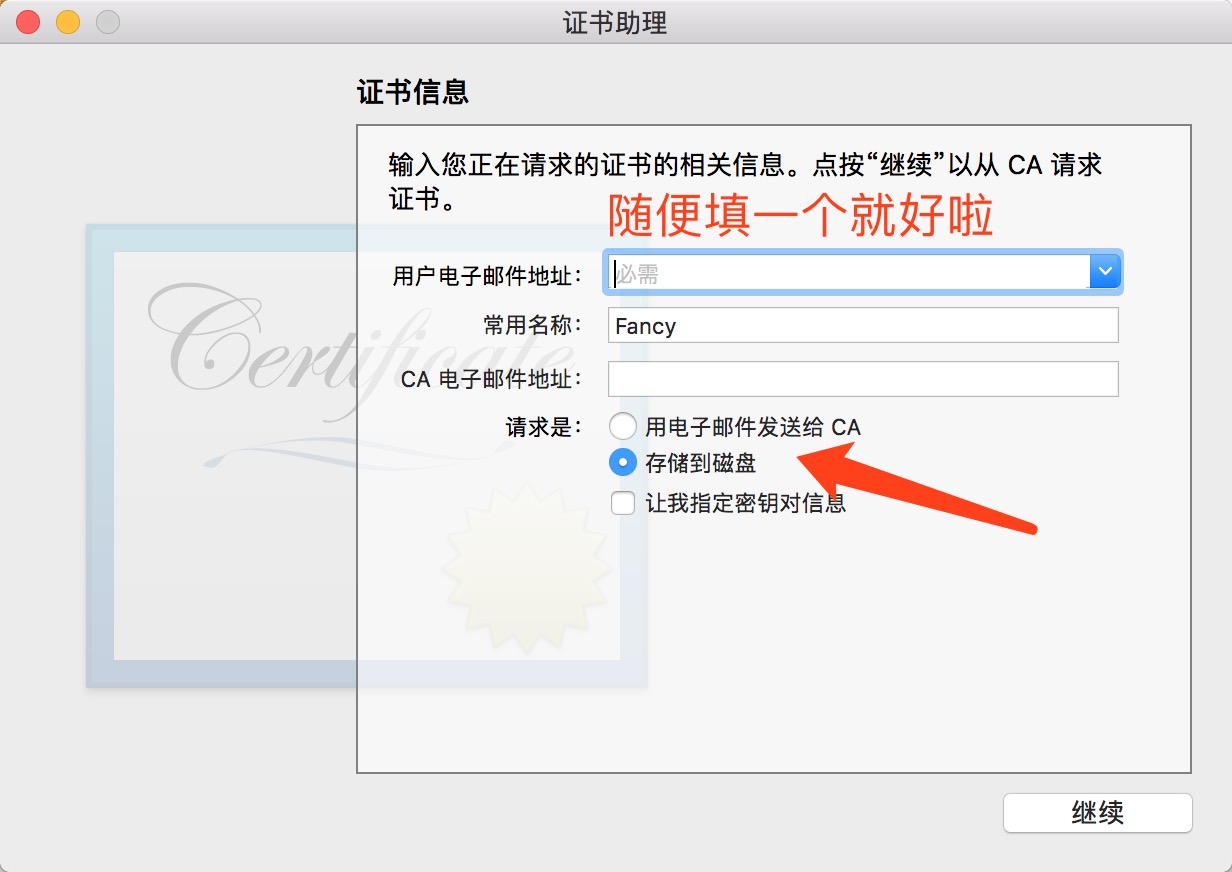 证书助理
证书信息
输入您正在请求的证书的相关信息。点按“继续”以从 CA 请求
证书。
随便填一个就好啦
用户电子邮件地址：
必需
常用名称：
Fancy
CA 电子邮件地址：
请求是：
用电子邮件发送给 CA
存储到磁盘
让我指定密钥对信息
Certificate
继续